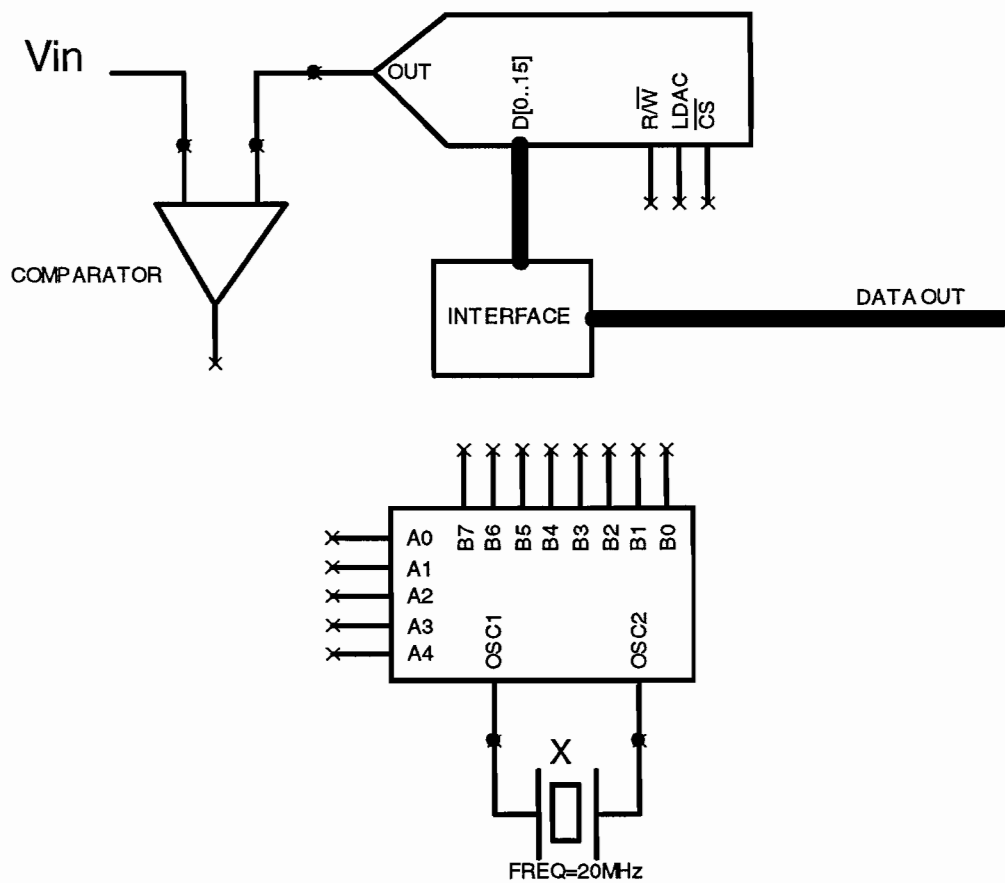 Vin
OUT
D[0..15]
R/W
LDAC
CS
COMPARATOR
INTERFACE
DATA OUT
B7
B6
B5
B4
B3
B2
B1
B0
A0
A1
A2
A3
A4
OSC1
OSC2
X
FREQ=20MHz